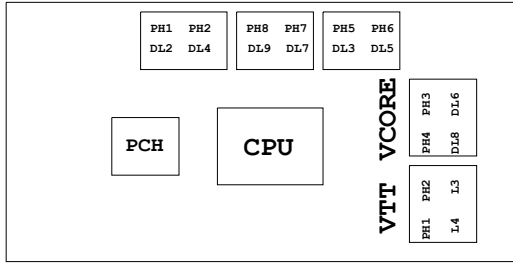 PH1 PH2
DL2 DL4
PH8 PH7
DL9 DL7
PH5 PH6
DL3 DL5
PCH
CPU
VCORE
PH3 DL6
PH4 DL8
VTT
PH2 L3
PH1 L4